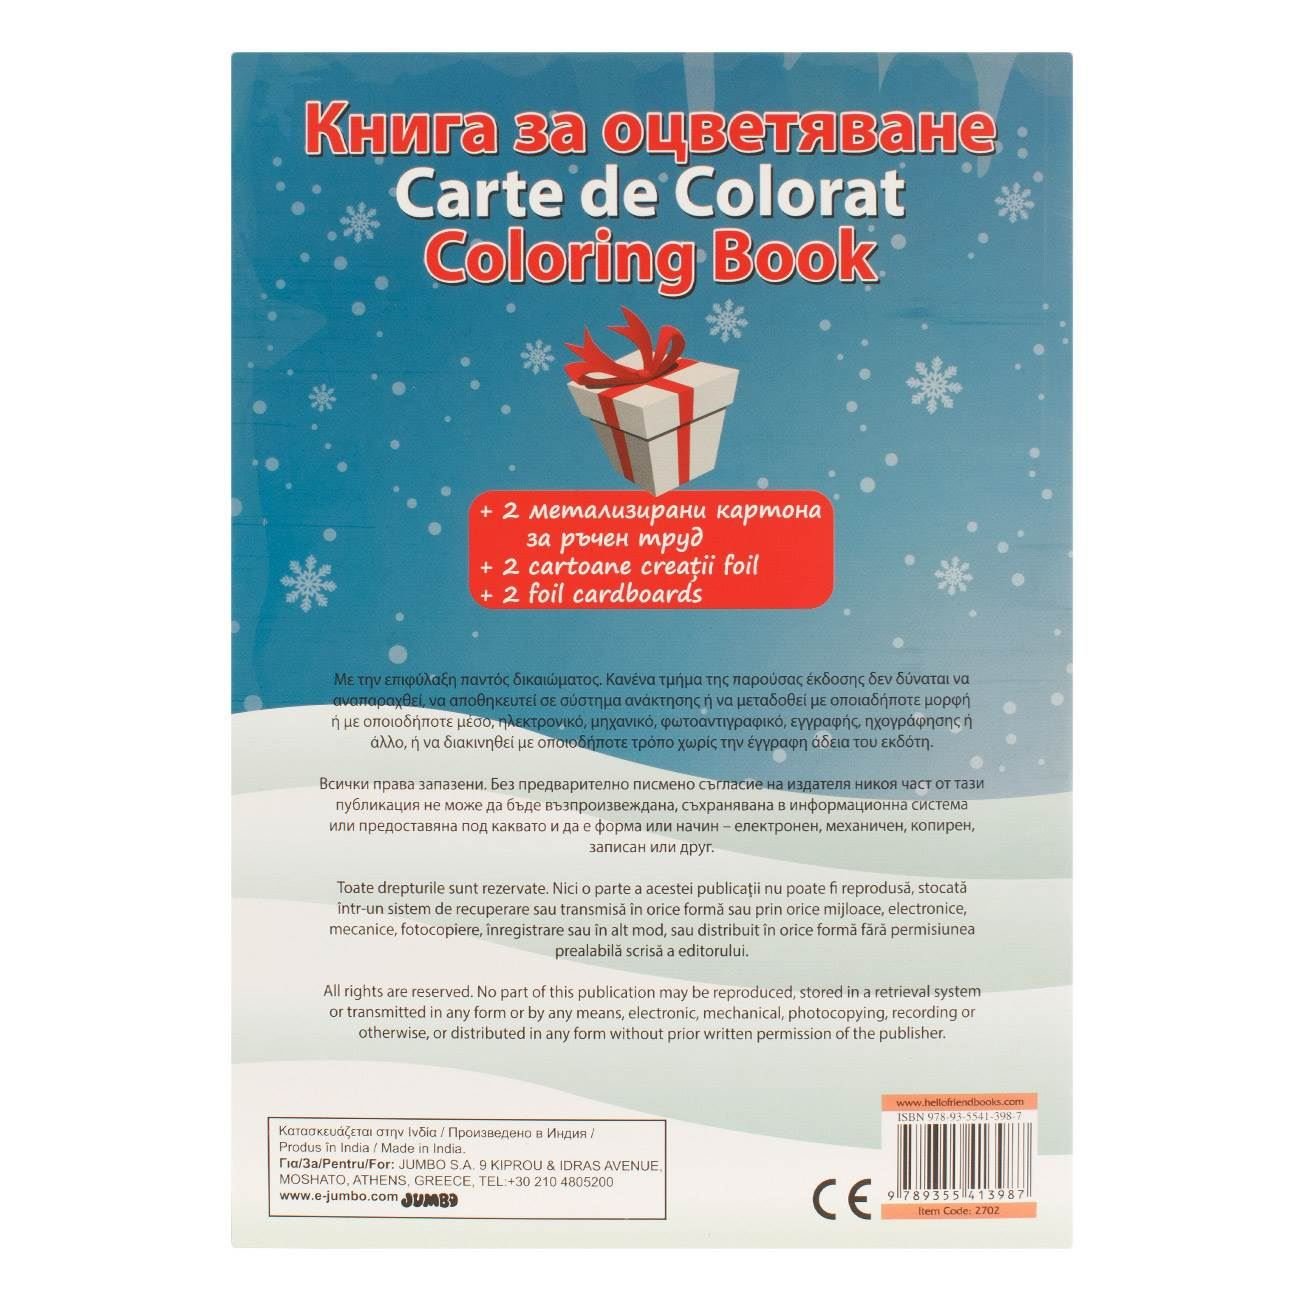 Книга за оцветяване
Carte de Colorat
Coloring Book
+ 2 метализирани картона
за ръчен труд
+ 2 cartoane creații foil
+ 2 foil cardboards
Με την επιφύλαξη παντός δικαιώματος. Κανένα τμήμα της παρούσας έκδοσης δεν δύναται να
αναπαραχθεί, να αποθηκευτεί σε σύστημα ανάκτησης ή να μεταδοθεί με οποιαδήποτε μορφή
ή με οποιοδήποτε μέσο, ηλεκτρονικό, μηχανικό, φωτοαντιγραφικό, εγγραφής, ηχογράφησης ή
άλλο, ή να διακινηθεί με οποιοδήποτε τρόπο χωρίς την έγγραφη άδεια του εκδότη.
Всички права запазени. Без предварително писмено съгласие на издателя никоя част от тази
публикация не може да бъде възпроизвеждана, съхранявана в информационна система
или предоставяна под каквато и да е форма или начин – електронен, механичен, копирен,
записан или друг.
Toate drepturile sunt rezervate. Nici o parte a acestei publicații nu poate fi reprodusă, stocată
într-un sistem de recuperare sau transmisă în orice formă sau prin orice mijloace, electronice,
mecanice, fotocopiere, înregistrare sau în alt mod, sau distribuit în orice formă fără permisiunea
prealabilă scrisă a editorului.
All rights are reserved. No part of this publication may be reproduced, stored in a retrieval system
or transmitted in any form or by any means, electronic, mechanical, photocopying, recording or
otherwise, or distributed in any form without prior written permission of the publisher.
Κατασκευάζεται στην Ινδία / Произведено в Индия /
Produs în India / Made in India.
Για/За/Pentru/For: JUMBO S.A. 9 KIPROU & IDRAS AVENUE,
MOSHATO, ATHENS, GREECE, TEL:+30 210 4805200
www.e-jumbo.com JUMBO
CE
www.hellofriendbooks.com
ISBN 978-93-5541-398-7
9 789355 413987
Item Code: 2702